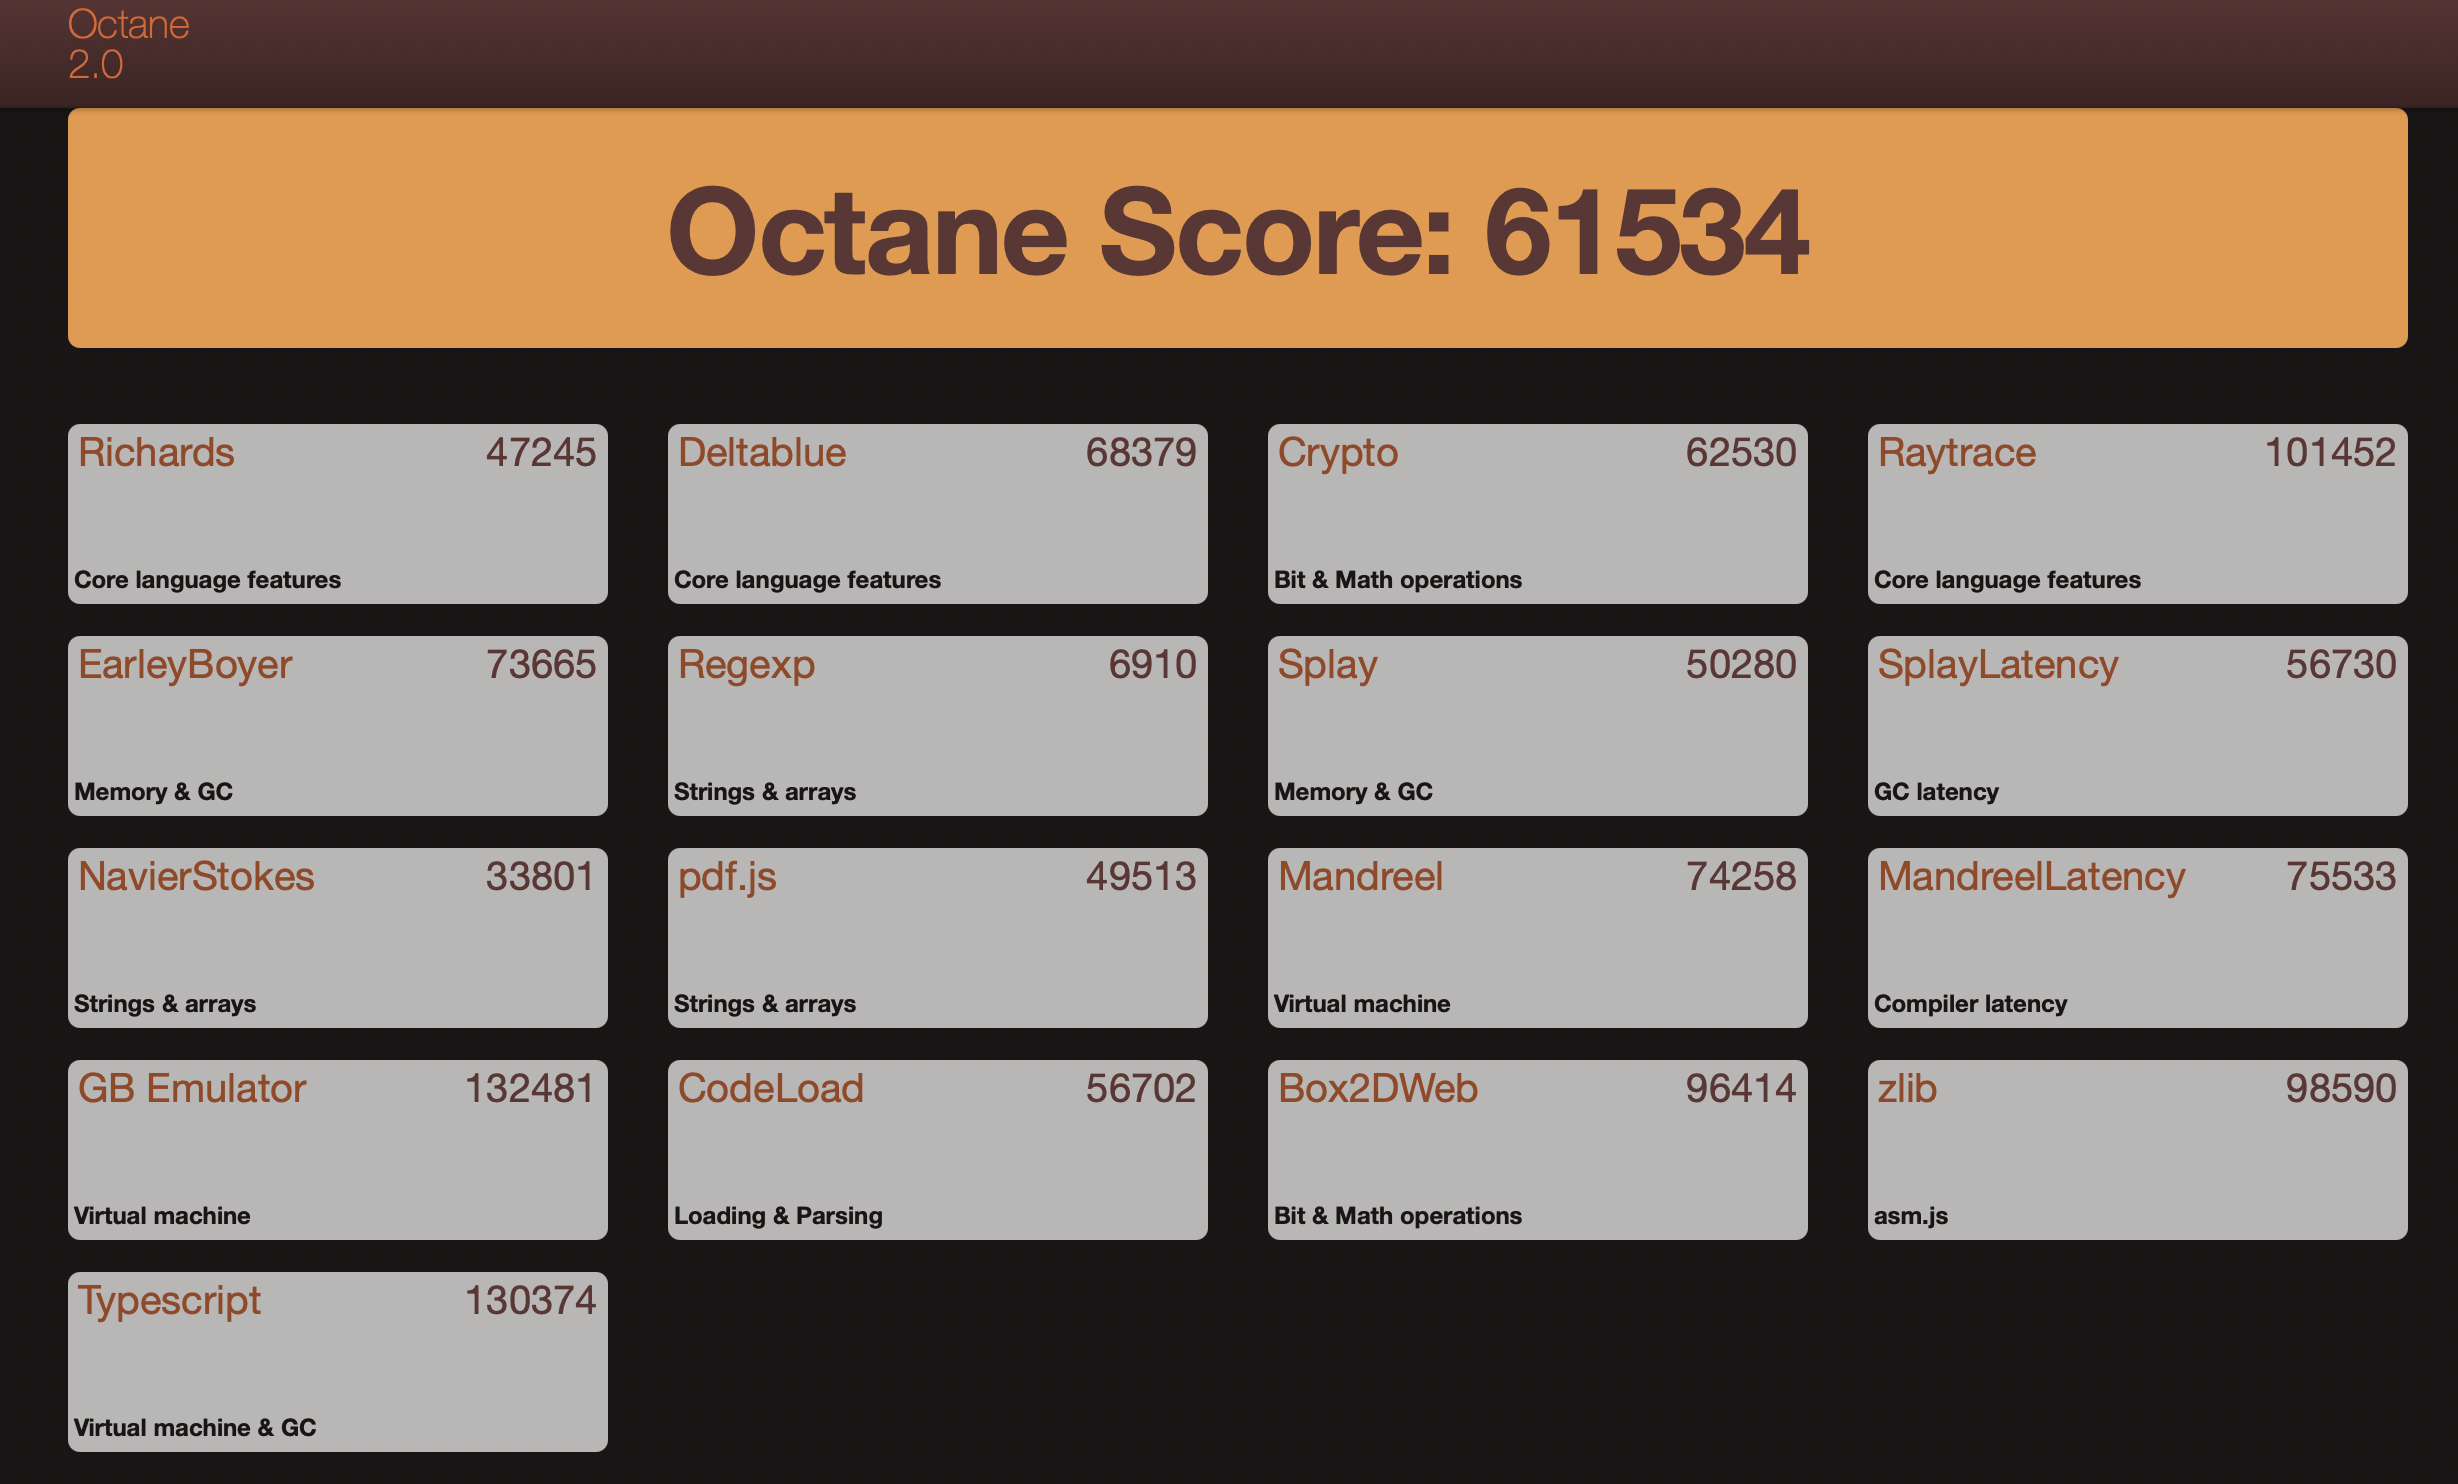 Octane
2.0
Octane Score: 61534
Richards 47245
Core language features
Deltablue 68379
Core language features
Crypto 62530
Bit & Math operations
Raytrace 101452
Core language features
EarleyBoyer 73665
Memory & GC
Regexp 6910
Strings & arrays
Splay 50280
Memory & GC
SplayLatency 56730
GC latency
NavierStokes 33801
Strings & arrays
pdf.js 49513
Strings & arrays
Mandreel 74258
Virtual machine
MandreelLatency 75533
Compiler latency
GB Emulator 132481
Virtual machine
CodeLoad 56702
Loading & Parsing
Box2DWeb 96414
Bit & Math operations
zlib 98590
asm.js
Typescript 130374
Virtual machine & GC